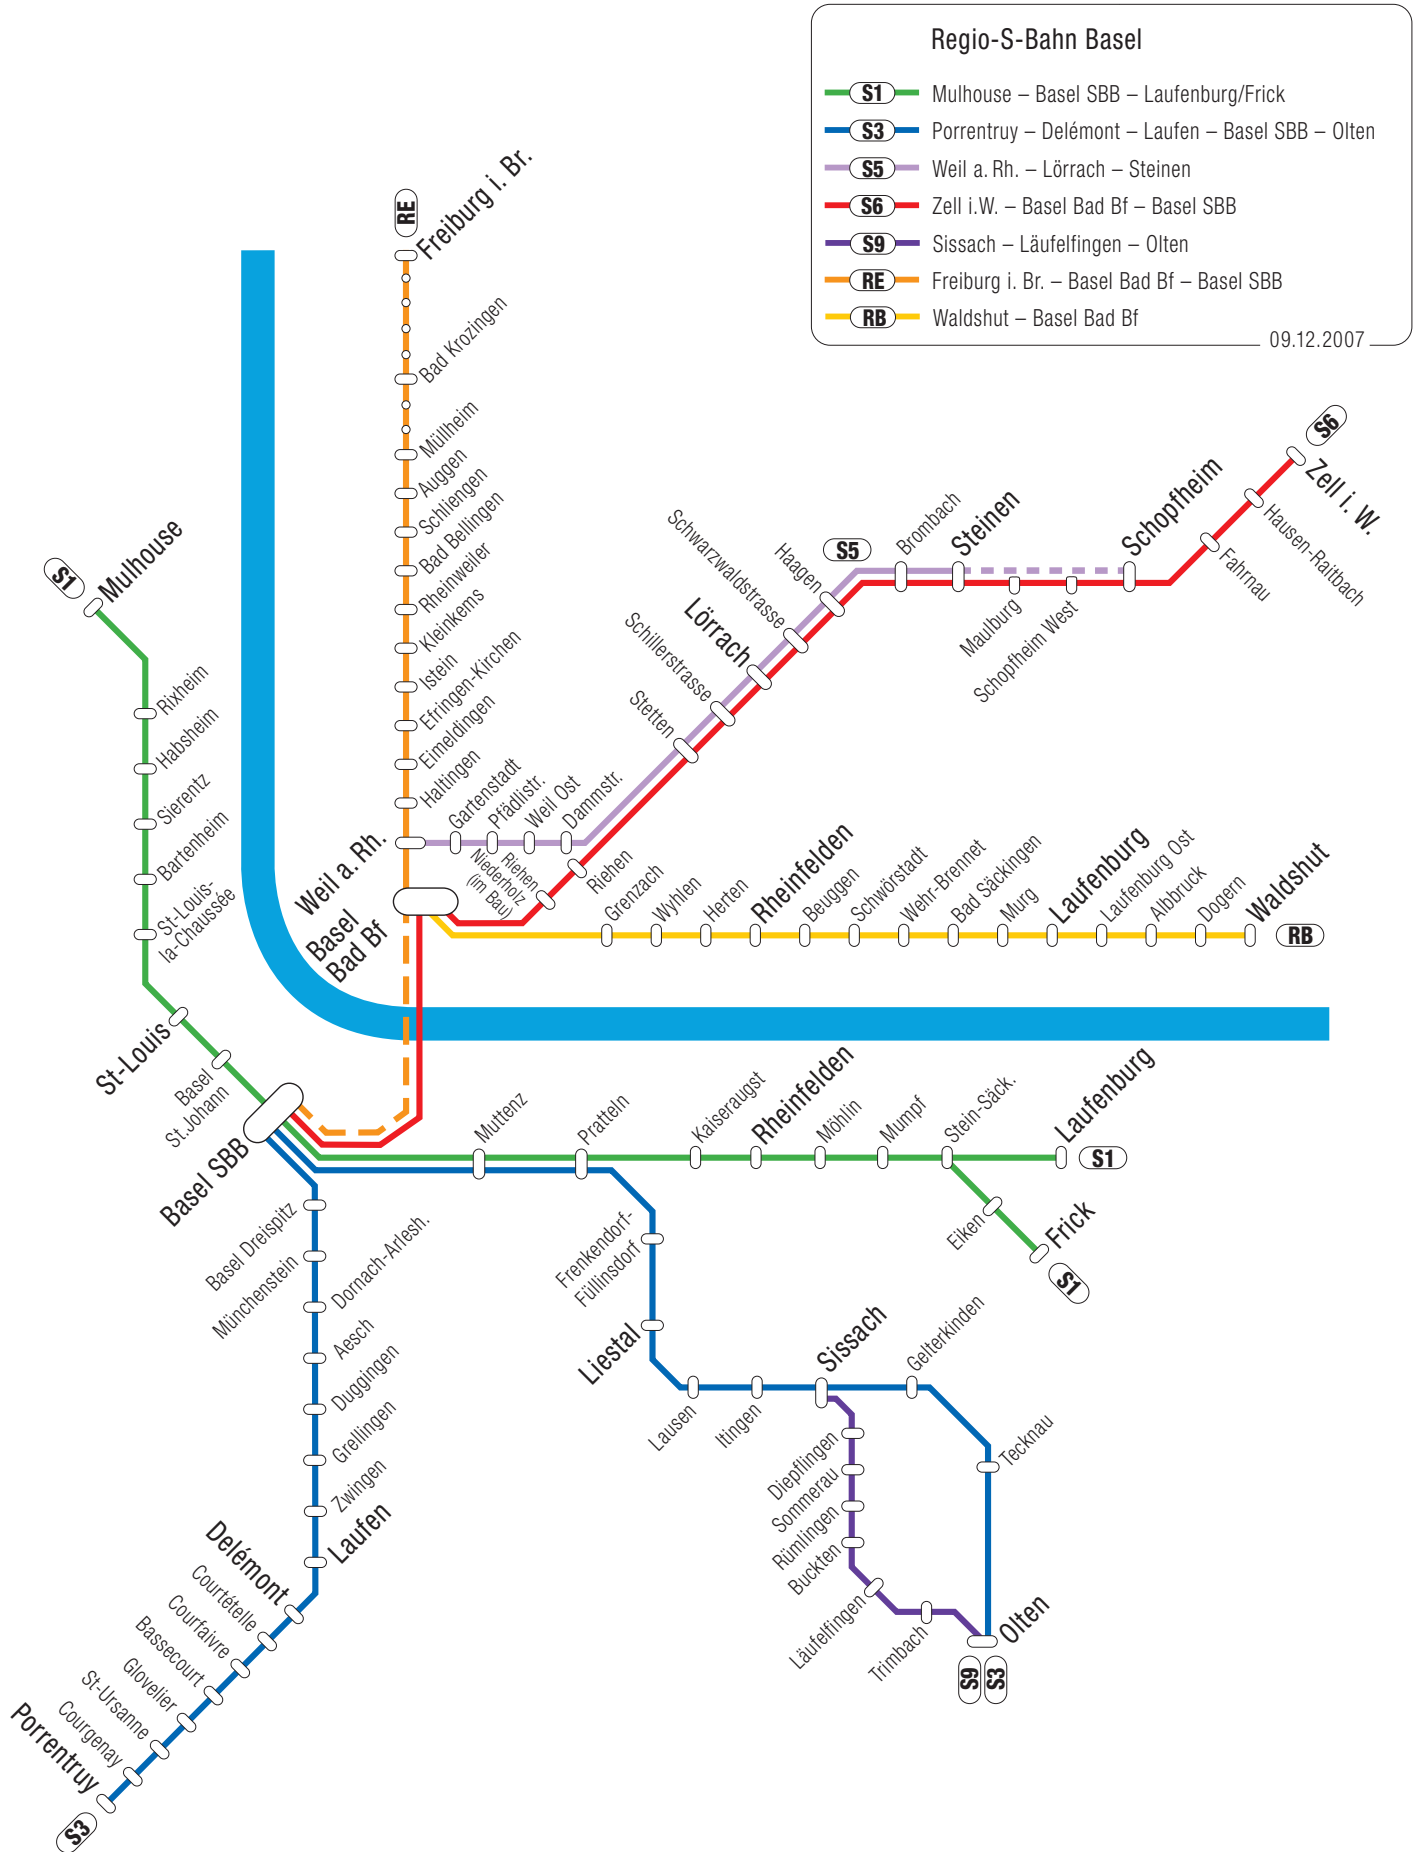 Regio-S-Bahn Basel
S1 Mulhouse – Basel SBB – Laufenburg/Frick
S3 Porrentruy – Delémont – Laufen – Basel SBB – Olten
S5 Weil a. Rh. – Lörrach – Steinen
S6 Zell i.W. – Basel Bad Bf – Basel SBB
S9 Sissach – Läufelfingen – Olten
RE Freiburg i. Br. – Basel Bad Bf – Basel SBB
RB Waldshut – Basel Bad Bf
09.12.2007
RE
Freiburg i. Br.
Bad Krozingen
Müllheim
Auggen
Schliengen
Bad Bellingen
Rheinweiler
Kleinkems
Istein
Efringen-Kirchen
Eimeldingen
Haltingen
Weil a. Rh.
Basel
Bad Bf
Gartenstadt
Pfädlistr.
Weil Ost
Dammstr.
Stetten
Schillerstrasse
Lörrach
Schwarzwaldstrasse
Haagen
S5
Brombach
Steinen
Maulburg
Schopfheim West
Schopfheim
Fahrnau
Hausen-Raitbach
Zell i. W.
S6
Riehen
Niederholz
(im Bau)
Riehen
Grenzach
Wyhlen
Herten
Rheinfelden
Beuggen
Schwörstadt
Wehr-Brennet
Bad Säckingen
Murg
Laufenburg
Laufenburg Ost
Albbruck
Dogern
Waldshut
RB
S1
Mulhouse
Rixheim
Habsheim
Sierentz
Bartenheim
St-Louis-
la-Chaussée
St-Louis
Basel
St.Johann
Basel SBB
Muttenz
Pratteln
Kaiseraugst
Rheinfelden
Möhlin
Mumpf
Stein-Säck.
Laufenburg
S1
Eiken
Frick
S1
Frenkendorf-
Füllinsdorf
Liestal
Lausen
Itingen
Sissach
Gelterkinden
Tecknau
Diepflingen
Sommerau
Rümlingen
Buckten
Läufelfingen
Trimbach
Olten
S9
S3
Basel Dreispitz
Münchenstein
Dornach-Arlesh.
Aesch
Duggingen
Grellingen
Zwingen
Laufen
Delémont
Courtételle
Courfaivre
Bassecourt
Glovelier
St-Ursanne
Courgenay
Porrentruy
S3